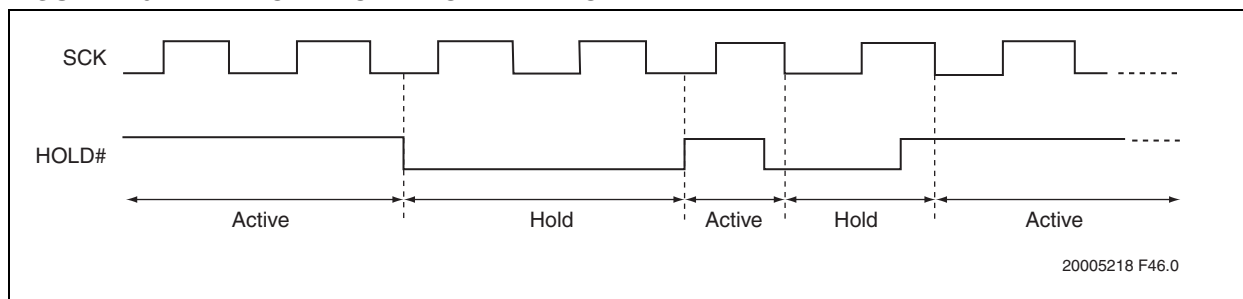 SCK
HOLD#
Active
Hold
Active
Hold
Active
20005218 F46.0